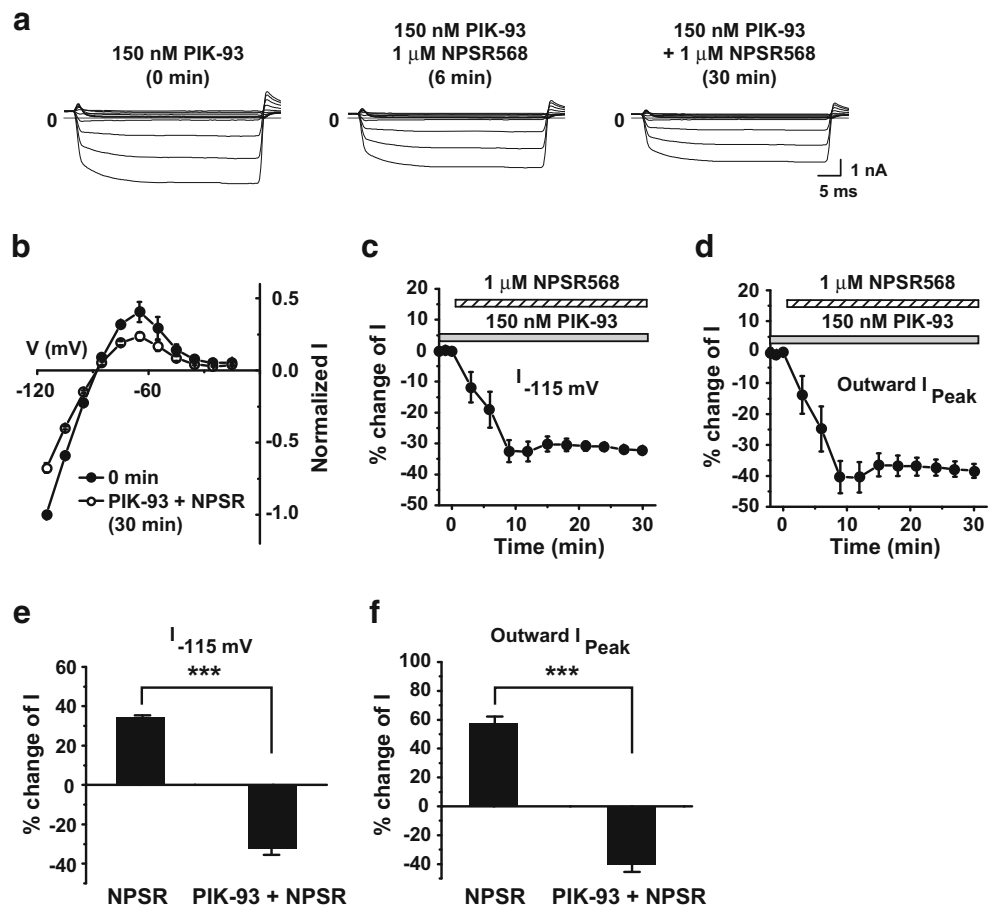 a
150 nM PIK-93
(0 min)
150 nM PIK-93
1 μM NPSR568
(6 min)
150 nM PIK-93
+ 1 μM NPSR568
(30 min)
0
0
0
1 nA
5 ms
b
V (mV)
-120
-60
0.5
0.0
-0.5
-1.0
Normalized I
0 min
PIK-93 + NPSR
(30 min)
c
1 μM NPSR568
150 nM PIK-93
I -115 mV
% change of I
20
10
0
-10
-20
-30
-40
-50
0
10
20
30
Time (min)
d
1 μM NPSR568
150 nM PIK-93
Outward I Peak
% change of I
20
10
0
-10
-20
-30
-40
-50
0
10
20
30
Time (min)
e
I -115 mV
***
% change of I
60
40
20
0
-20
-40
NPSR
PIK-93 + NPSR
f
Outward I Peak
***
% change of I
100
80
60
40
20
0
-20
-40
NPSR
PIK-93 + NPSR